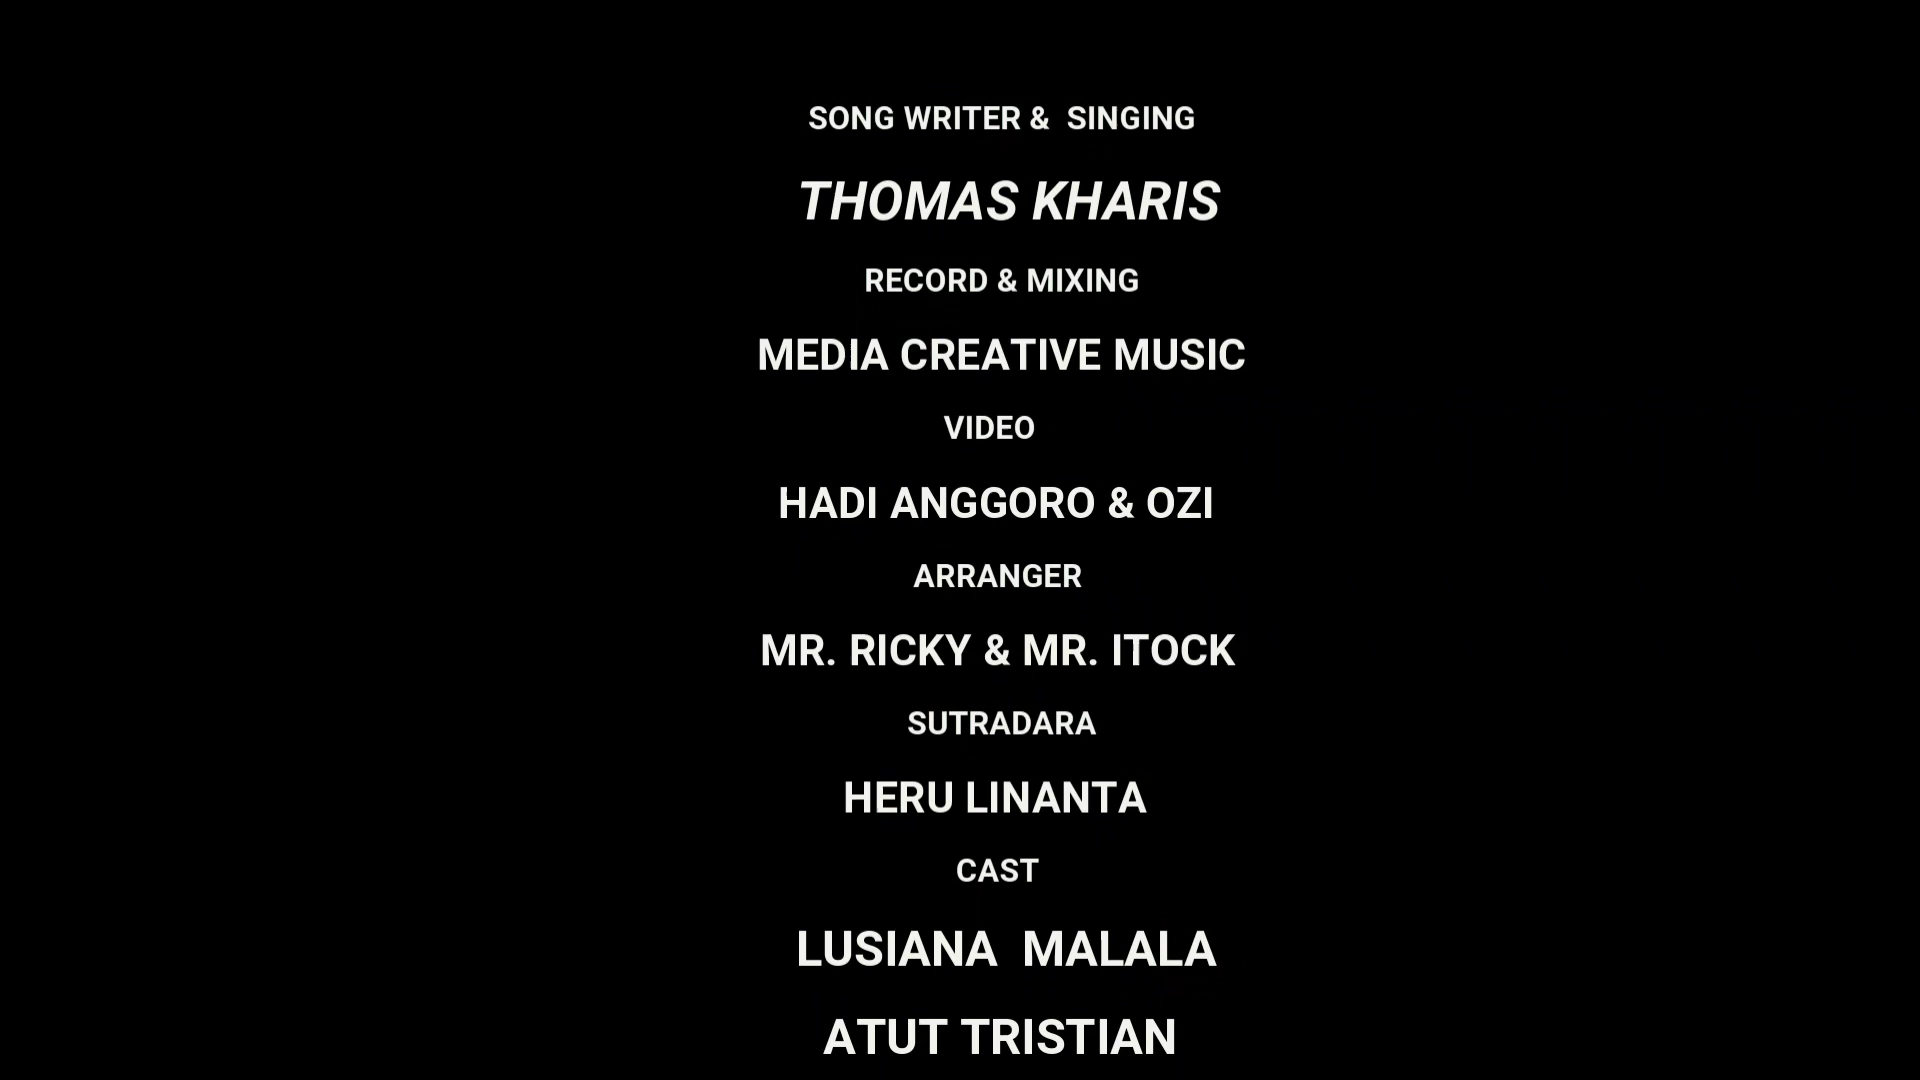 SONG WRITER &  SINGING
THOMAS KHARIS
RECORD & MIXING
MEDIA CREATIVE MUSIC
VIDEO
HADI ANGGORO & OZI
ARRANGER
MR. RICKY & MR. ITOCK
SUTRADARA
HERU LINANTA
CAST
LUSIANA  MALALA
ATUT TRISTIAN